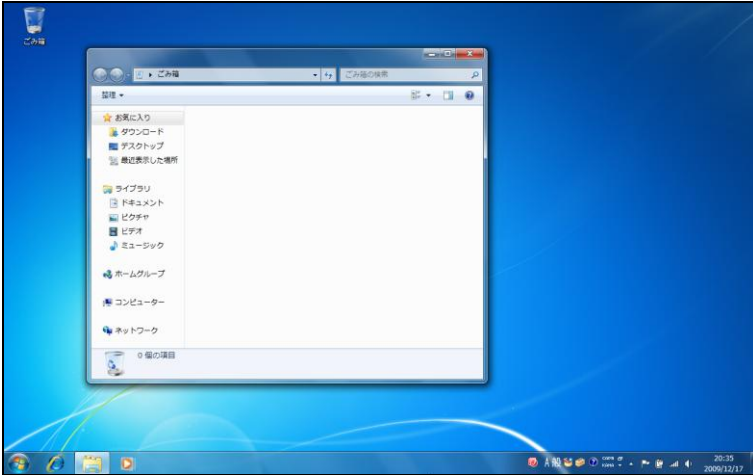 ごみ箱
ごみ箱
ごみ箱の検索
整理
お気に入り
ダウンロード
デスクトップ
最近表示した場所
ライブラリ
ドキュメント
ピクチャ
ビデオ
ミュージック
ホームグループ
コンピューター
ネットワーク
0 個の項目
A 般
CAPS
KANA
20:35
2009/12/17